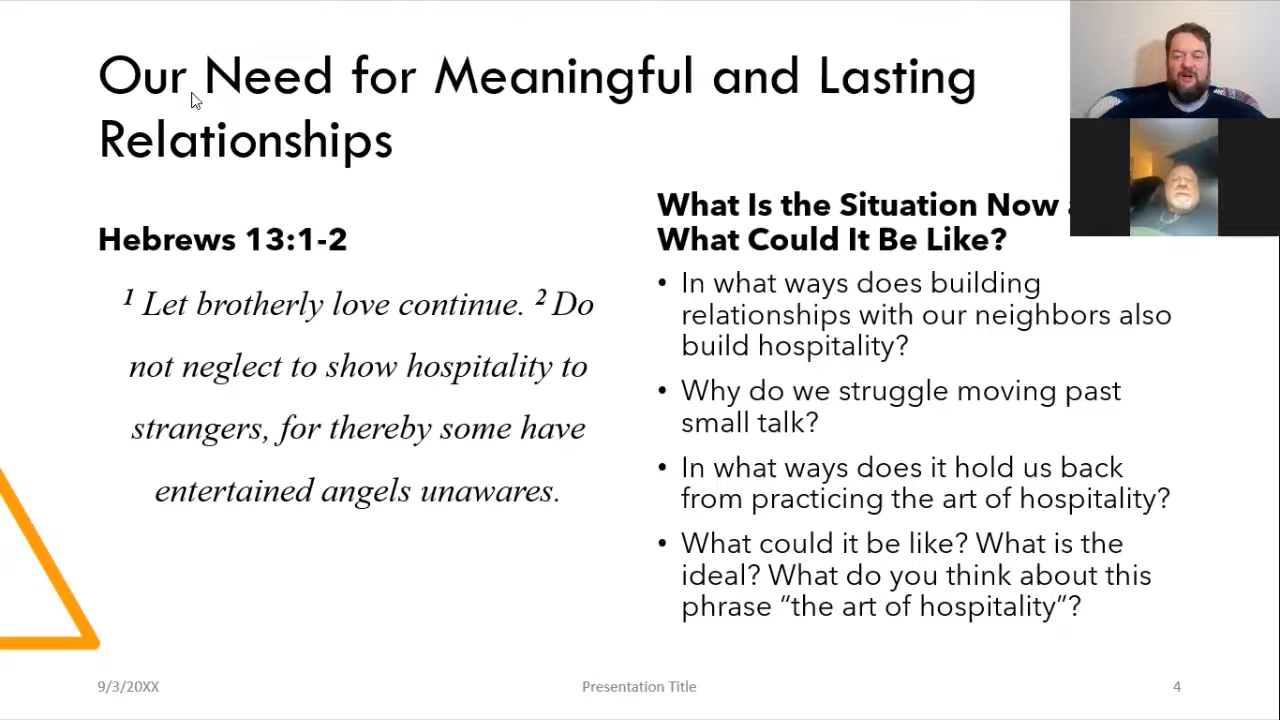 Our Need for Meaningful and Lasting
Relationships
Hebrews 13:1-2
1 Let brotherly love continue. 2 Do
not neglect to show hospitality to
strangers, for thereby some have
entertained angels unawares.
What Is the Situation Now
What Could It Be Like?
• In what ways does building
relationships with our neighbors also
build hospitality?
• Why do we struggle moving past
small talk?
• In what ways does it hold us back
from practicing the art of hospitality?
• What could it be like? What is the
ideal? What do you think about this
phrase “the art of hospitality”?
9/3/20XX
Presentation Title
4